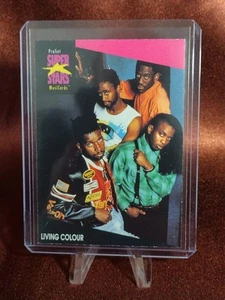 ProSet
SUPER
STARS
MusiCards
LIVING COLOUR